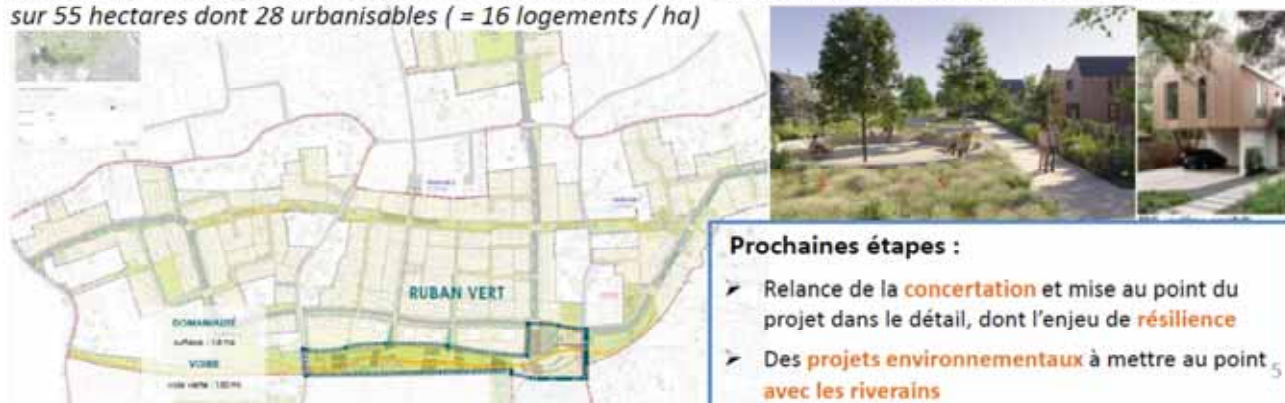 sur 55 hectares dont 28 urbanisables ( = 16 logements / ha)
RUBAN VERT
DOMANIALITÉ
VOIRIE
Prochaines étapes :
➤ Relance de la concertation et mise au point du
projet dans le détail, dont l'enjeu de résilience
➤ Des projets environnementaux à mettre au point
avec les riverains
5